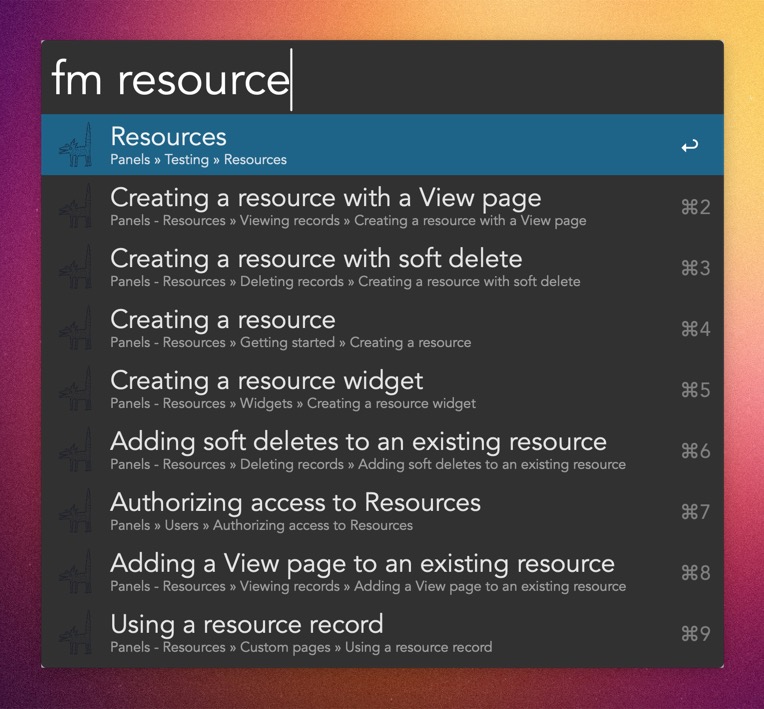 fm resource
Resources
Panels » Testing » Resources
Creating a resource with a View page
⌘2
Panels - Resources » Viewing records » Creating a resource with a View page
Creating a resource with soft delete
⌘3
Panels - Resources » Deleting records » Creating a resource with soft delete
Creating a resource
⌘4
Panels - Resources » Getting started » Creating a resource
Creating a resource widget
⌘5
Panels - Resources » Widgets » Creating a resource widget
Adding soft deletes to an existing resource
⌘6
Panels - Resources » Deleting records » Adding soft deletes to an existing resource
Authorizing access to Resources
⌘7
Panels » Users » Authorizing access to Resources
Adding a View page to an existing resource
⌘8
Panels - Resources » Viewing records » Adding a View page to an existing resource
Using a resource record
⌘9
Panels - Resources » Custom pages » Using a resource record